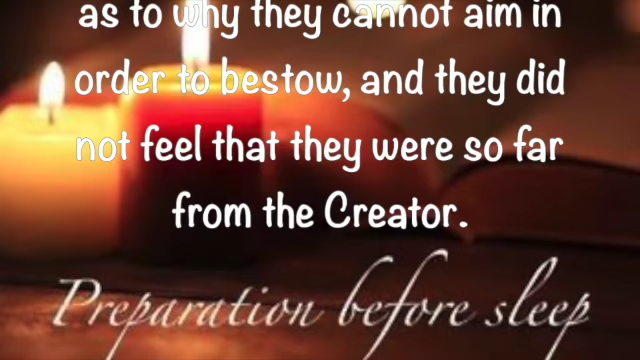 as to why they cannot aim in
order to bestow, and they did
not feel that they were so far
from the Creator.
Preparation before sleep